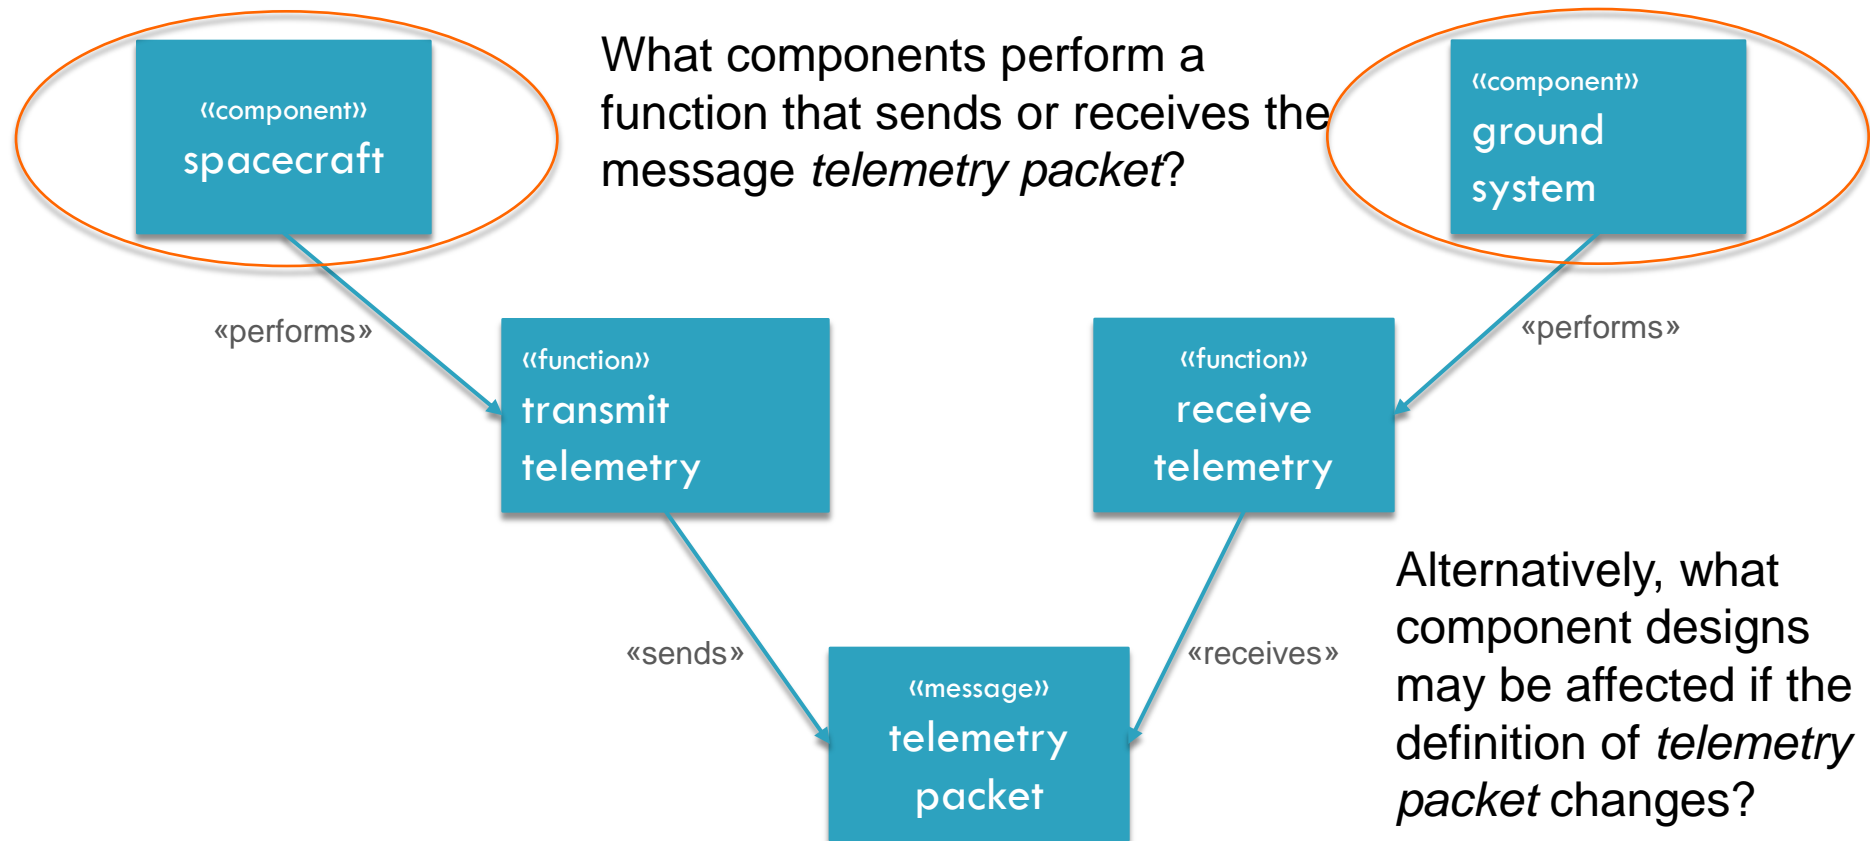 «component»
spacecraft
What components perform a
function that sends or receives the
message telemetry packet?
«component»
ground
system
«performs»
«performs»
«function»
transmit
telemetry
«function»
receive
telemetry
Alternatively, what
component designs
may be affected if the
definition of telemetry
packet changes?
«sends»
«receives»
«message»
telemetry
packet